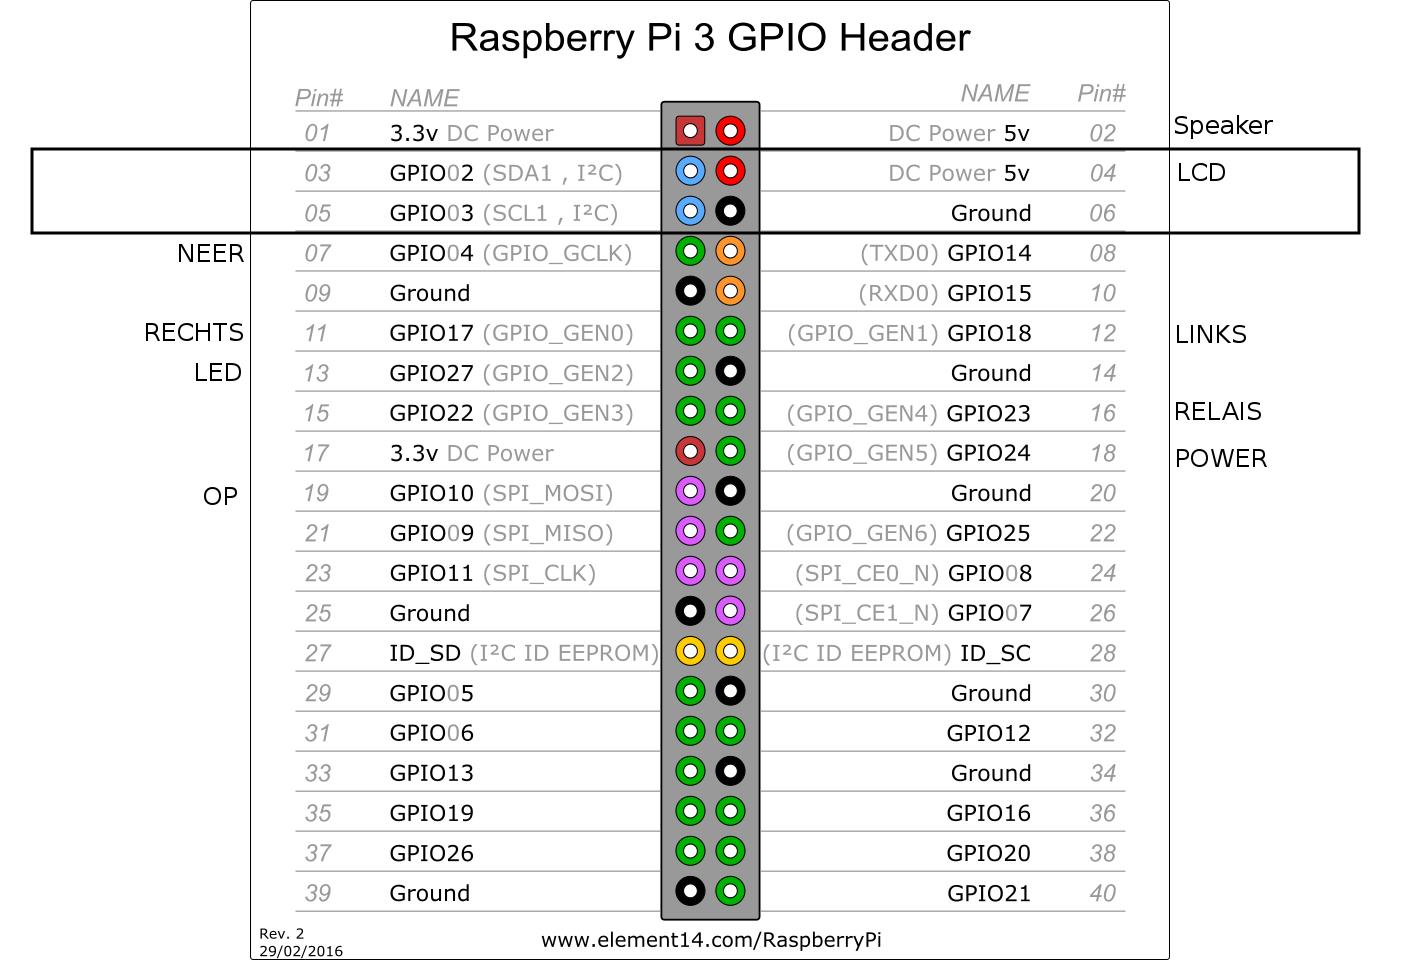 Raspberry Pi 3 GPIO Header
Pin# NAME NAME Pin#
01 3.3v DC Power DC Power 5v 02 Speaker
03 GPIO02 (SDA1 , I²C) DC Power 5v 04 LCD
05 GPIO03 (SCL1 , I²C) Ground 06
NEER 07 GPIO04 (GPIO_GCLK) (TXD0) GPIO14 08
09 Ground (RXD0) GPIO15 10
RECHTS 11 GPIO17 (GPIO_GEN0) (GPIO_GEN1) GPIO18 12 LINKS
LED 13 GPIO27 (GPIO_GEN2) Ground 14
15 GPIO22 (GPIO_GEN3) (GPIO_GEN4) GPIO23 16 RELAIS
17 3.3v DC Power (GPIO_GEN5) GPIO24 18 POWER
OP 19 GPIO10 (SPI_MOSI) Ground 20
21 GPIO09 (SPI_MISO) (GPIO_GEN6) GPIO25 22
23 GPIO11 (SPI_CLK) (SPI_CE0_N) GPIO08 24
25 Ground (SPI_CE1_N) GPIO07 26
27 ID_SD (I²C ID EEPROM) (I²C ID EEPROM) ID_SC 28
29 GPIO05 Ground 30
31 GPIO06 GPIO12 32
33 GPIO13 Ground 34
35 GPIO19 GPIO16 36
37 GPIO26 GPIO20 38
39 Ground GPIO21 40
Rev. 2
29/02/2016
www.element14.com/RaspberryPi